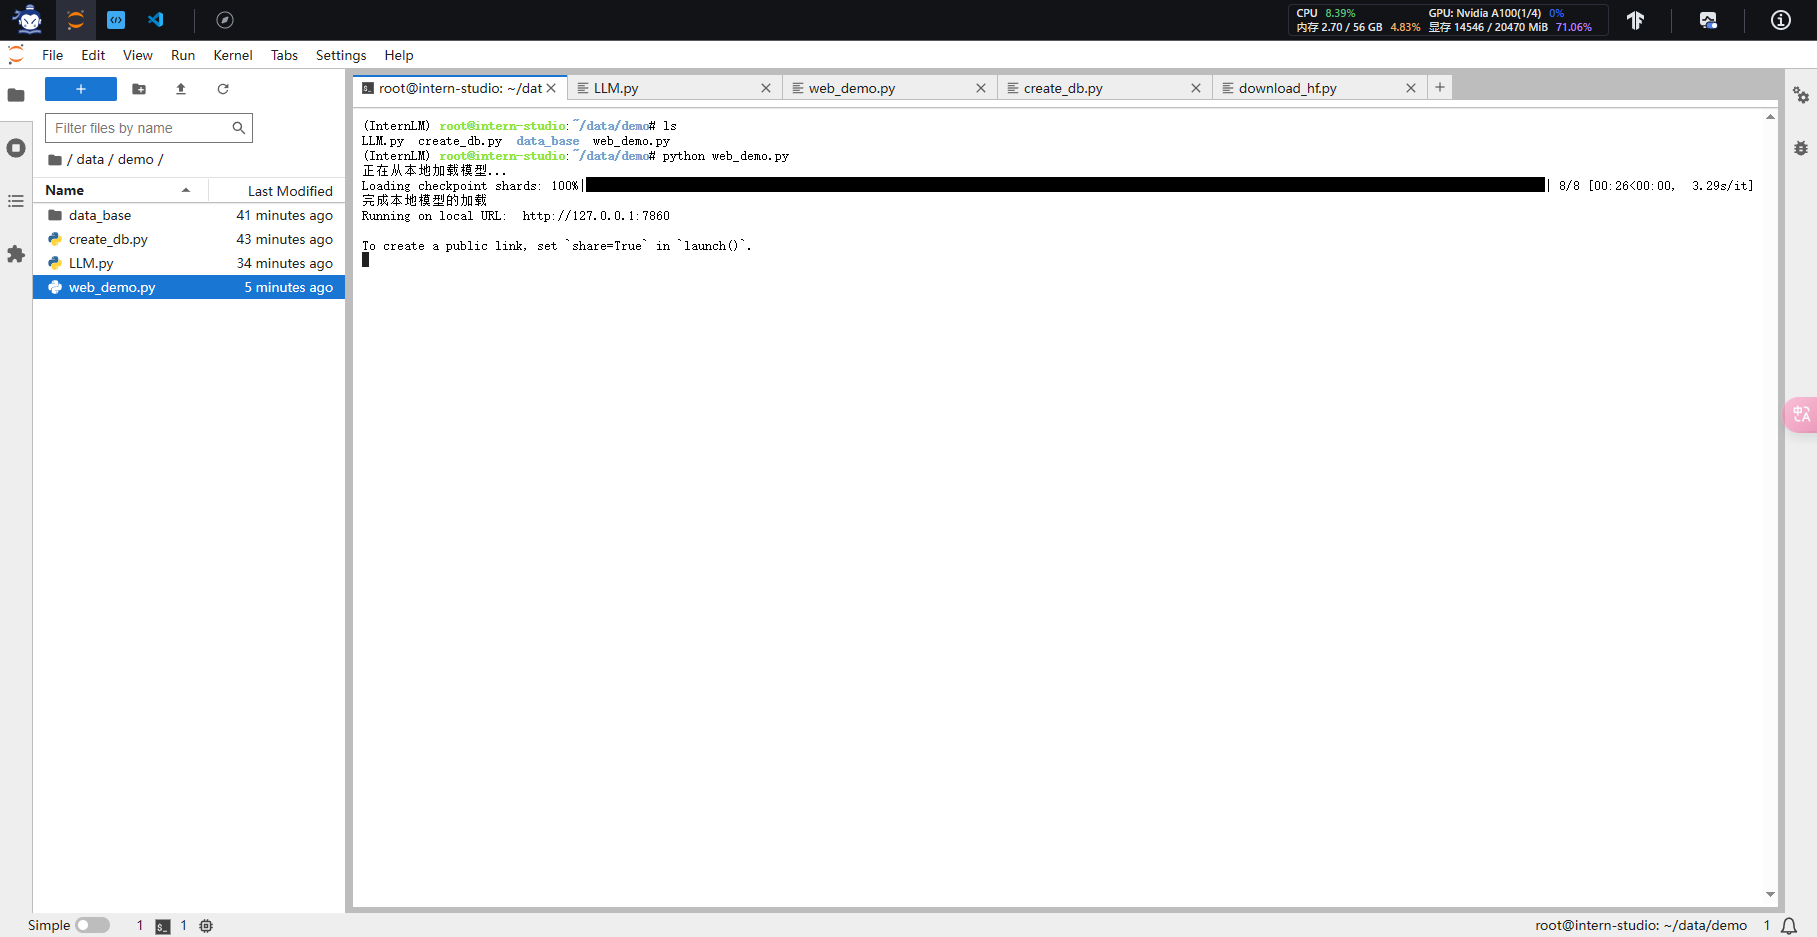 CPU 8.39% GPU: Nvidia A100(1/4) 0%
内存 2.70 / 56 GB 4.83% 显存 14546 / 20470 MiB 71.06%
File Edit View Run Kernel Tabs Settings Help
+
root@intern-studio: ~/dat LLM.py web_demo.py create_db.py download_hf.py
Filter files by name
/ data / demo /
Name Last Modified
data_base 41 minutes ago
create_db.py 43 minutes ago
LLM.py 34 minutes ago
web_demo.py 5 minutes ago
(InternLM) root@intern-studio:~/data/demo# ls
LLM.py create_db.py data_base web_demo.py
(InternLM) root@intern-studio:~/data/demo# python web_demo.py
正在从本地加载模型...
Loading checkpoint shards: 100%| | 8/8 [00:26<00:00, 3.29s/it]
完成本地模型的加载
Running on local URL: http://127.0.0.1:7860
To create a public link, set `share=True` in `launch()`.
Simple 1 1 root@intern-studio: ~/data/demo 1